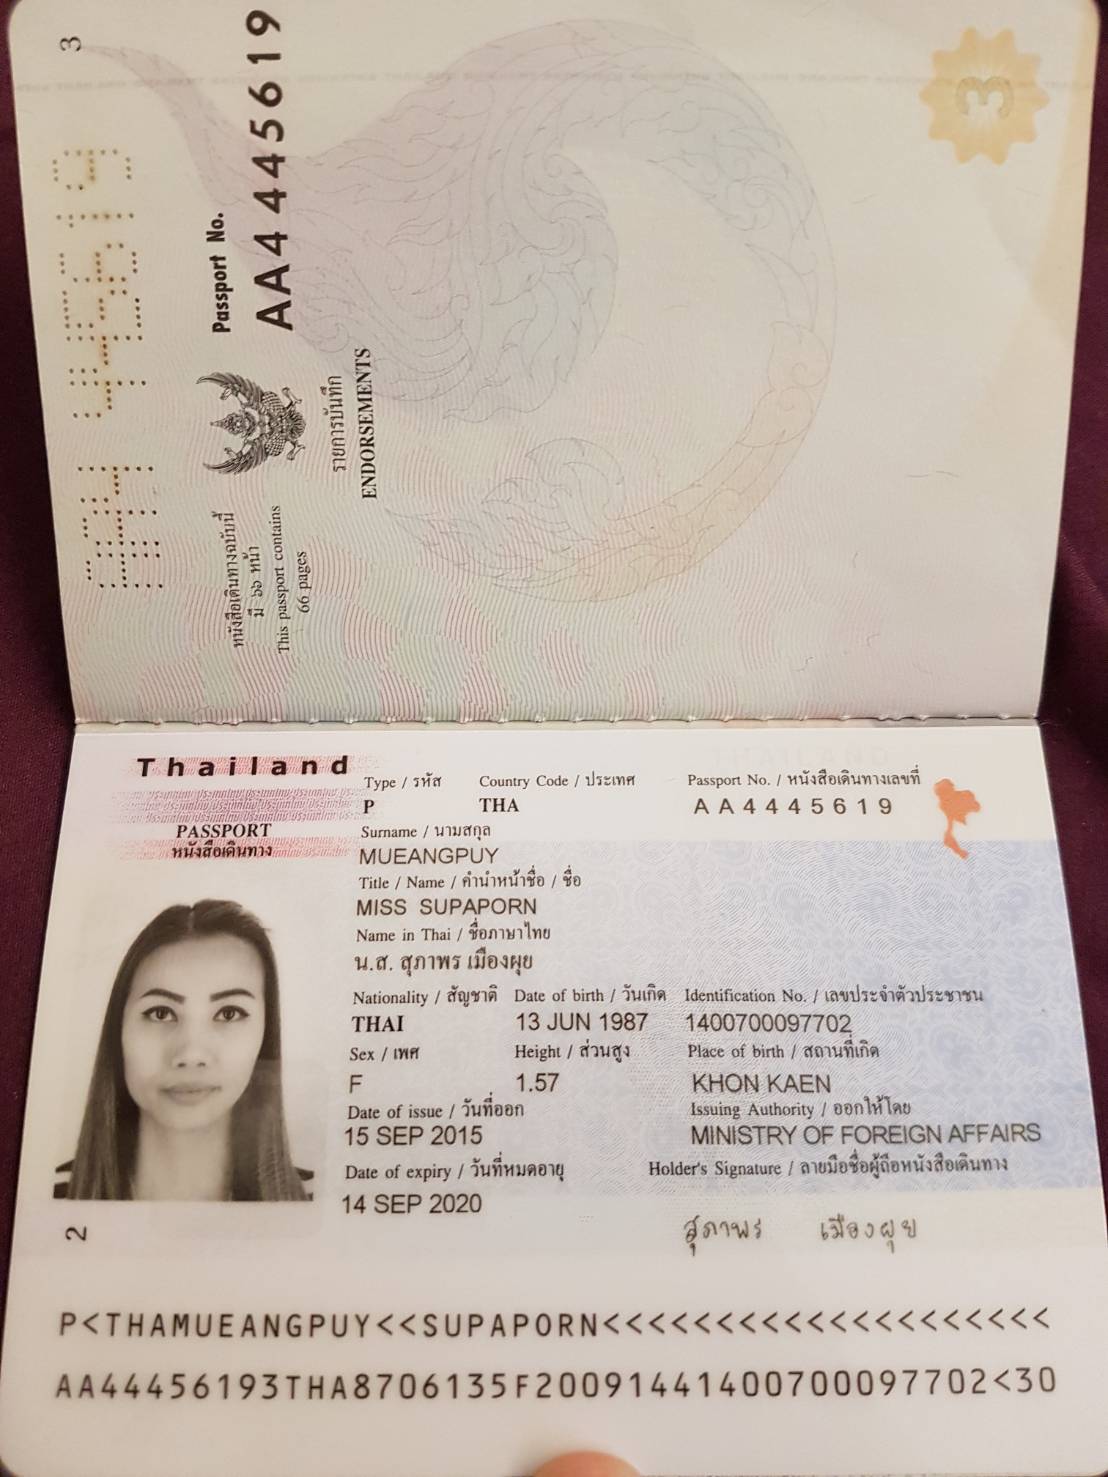 3
AA4445619
Passport No.
AA4445619
หนังสือเดินทางฉบับนี้
มี ๖๖ หน้า
This passport contains
66 pages
รายการบันทึก
ENDORSEMENTS
3
Thailand
PASSPORT
หนังสือเดินทาง
Type / รหัส Country Code / ประเทศ Passport No. / หนังสือเดินทางเลขที่
P THA AA4445619
Surname / นามสกุล
MUEANGPUY
Title / Name / คำนำหน้าชื่อ / ชื่อ
MISS SUPAPORN
Name in Thai / ชื่อภาษาไทย
น.ส. สุภาพร เมืองผุย
Nationality / สัญชาติ Date of birth / วันเกิด Identification No. / เลขประจำตัวประชาชน
THAI 13 JUN 1987 1400700097702
Sex / เพศ Height / ส่วนสูง Place of birth / สถานที่เกิด
F 1.57 KHON KAEN
Date of issue / วันที่ออก Issuing Authority / ออกให้โดย
15 SEP 2015 MINISTRY OF FOREIGN AFFAIRS
Date of expiry / วันที่หมดอายุ Holder's Signature / ลายมือชื่อผู้ถือหนังสือเดินทาง
14 SEP 2020
สุภาพร เมืองผุย
2
P<THAMUEANGPUY<<SUPAPORN<<<<<<<<<<<<<<<<<<<<
AA44456193THA8706135F20091441400700097702<30